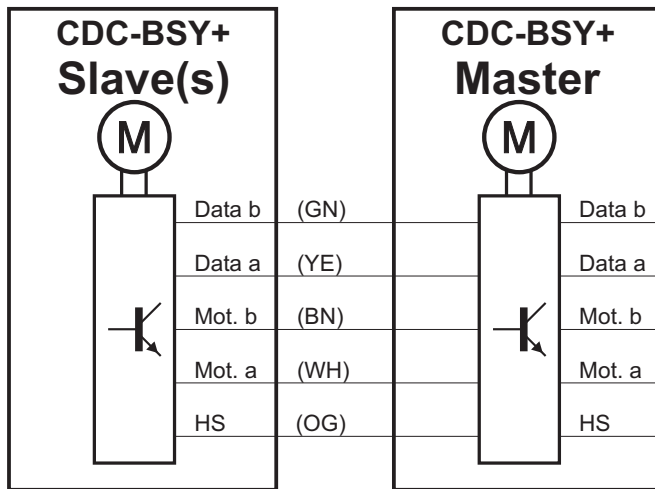 CDC-BSY+
Slave(s)
M
Data b (GN)
Data a (YE)
Mot. b (BN)
Mot. a (WH)
HS (OG)
CDC-BSY+
Master
M
Data b
Data a
Mot. b
Mot. a
HS